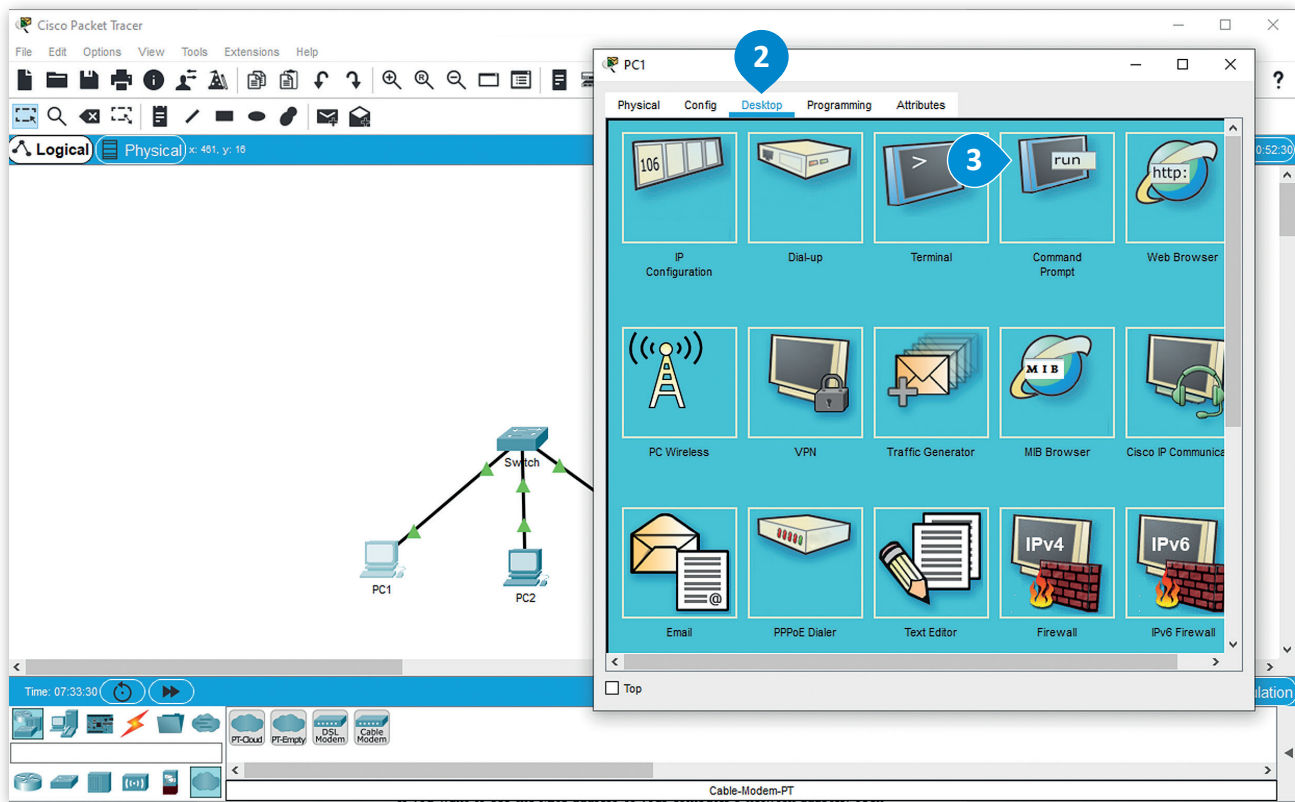 Cisco Packet Tracer
File Edit Options View Tools Extensions Help
PC1
2
?
Physical Config Desktop Programming Attributes
Logical Physical x: 461, y: 16
0:52:30
106
>
3
run
http:
IP Configuration
Dial-up
Terminal
Command Prompt
Web Browser
MIB
PC Wireless
VPN
Traffic Generator
MIB Browser
Cisco IP Communica
@
IPv4
IPv6
Email
PPPoE Dialer
Text Editor
Firewall
IPv6 Firewall
Top
Switch
PC1
PC2
Time: 07:33:30
ulation
PT-Cloud
PT-Empty
DSL Modem
Cable Modem
Cable-Modem-PT